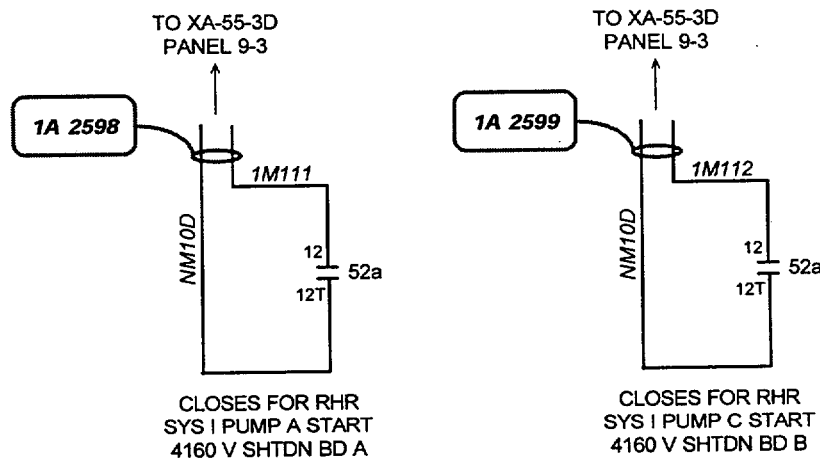 TO XA-55-3D
PANEL 9-3
1A 2598
1M111
NM10D
12
52a
12T
CLOSES FOR RHR
SYS I PUMP A START
4160 V SHTDN BD A
TO XA-55-3D
PANEL 9-3
1A 2599
1M112
NM10D
12
52a
12T
CLOSES FOR RHR
SYS I PUMP C START
4160 V SHTDN BD B